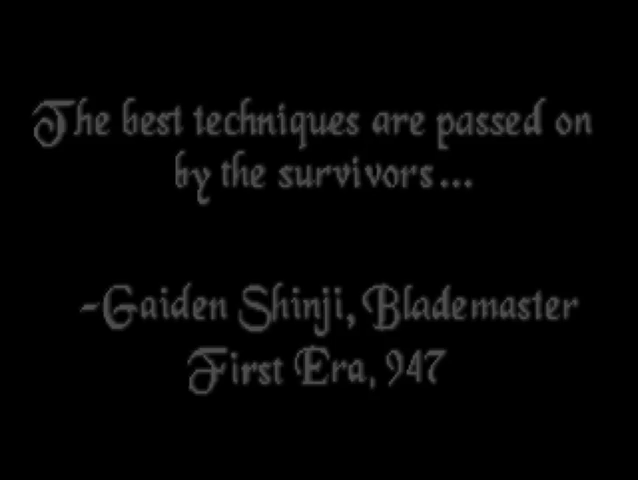 The best techniques are passed on
by the survivors...
-Gaiden Shinji, Blademaster
First Era, 947